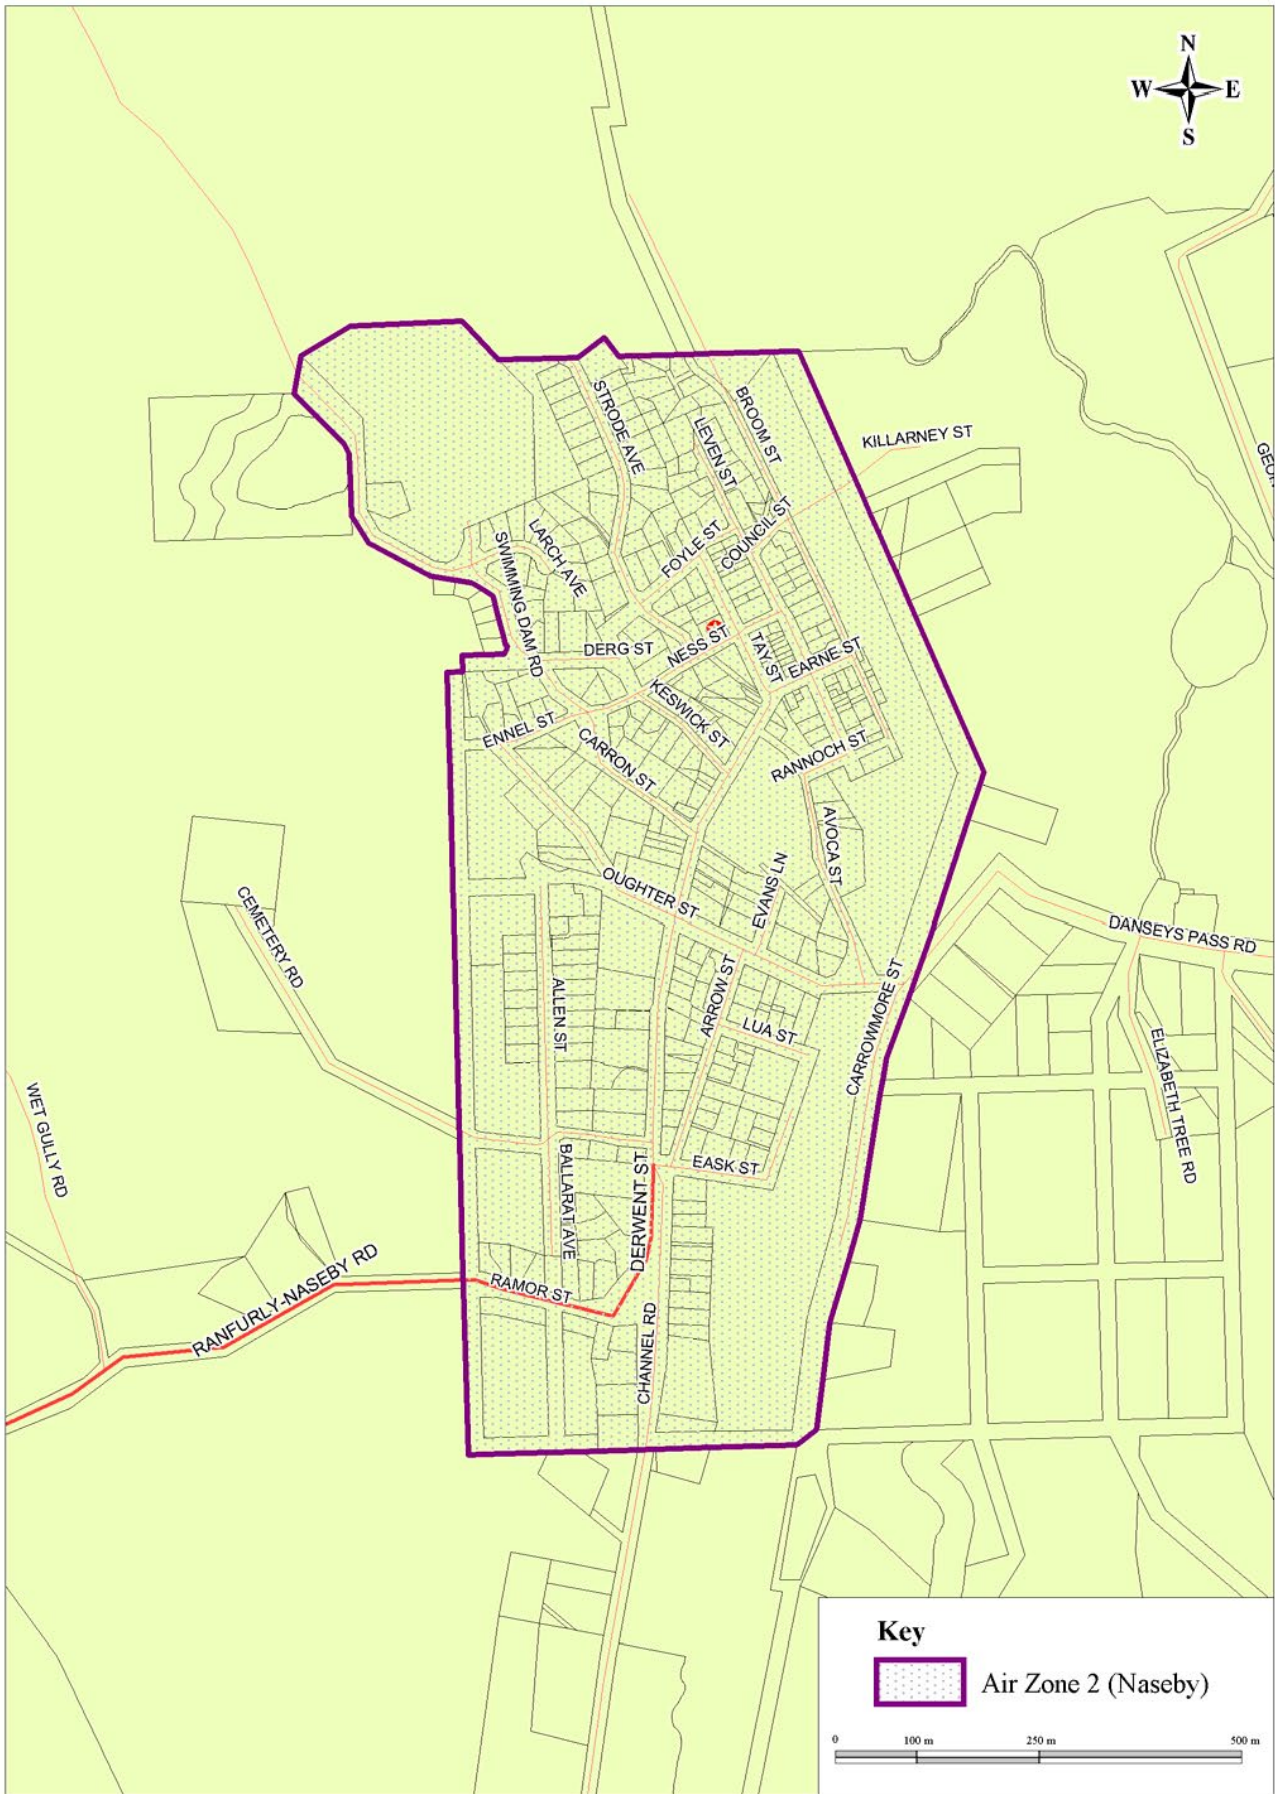 N
W E
S
STRODE AVE
BROOM ST
LEVEN ST
KILLARNEY ST
COUNCIL ST
FOYLE ST
LARCH AVE
SWIMMING DAM RD
DERG ST
NESS ST
TAY ST
EARNE ST
KESWICK ST
ENNEL ST
CARRON ST
RANNOCH ST
AVOCA ST
EVANS LN
OUGHTER ST
CEMETERY RD
DANSEYS PASS RD
ARROW ST
ALLEN ST
LUA ST
CARROWMORE ST
ELIZABETH TREE RD
WET GULLY RD
BALLARAT AVE
DERWENT ST
EASK ST
RANFURLY-NASEBY RD
RAMOR ST
CHANNEL RD
Key
Air Zone 2 (Naseby)
0 100 m 250 m 500 m